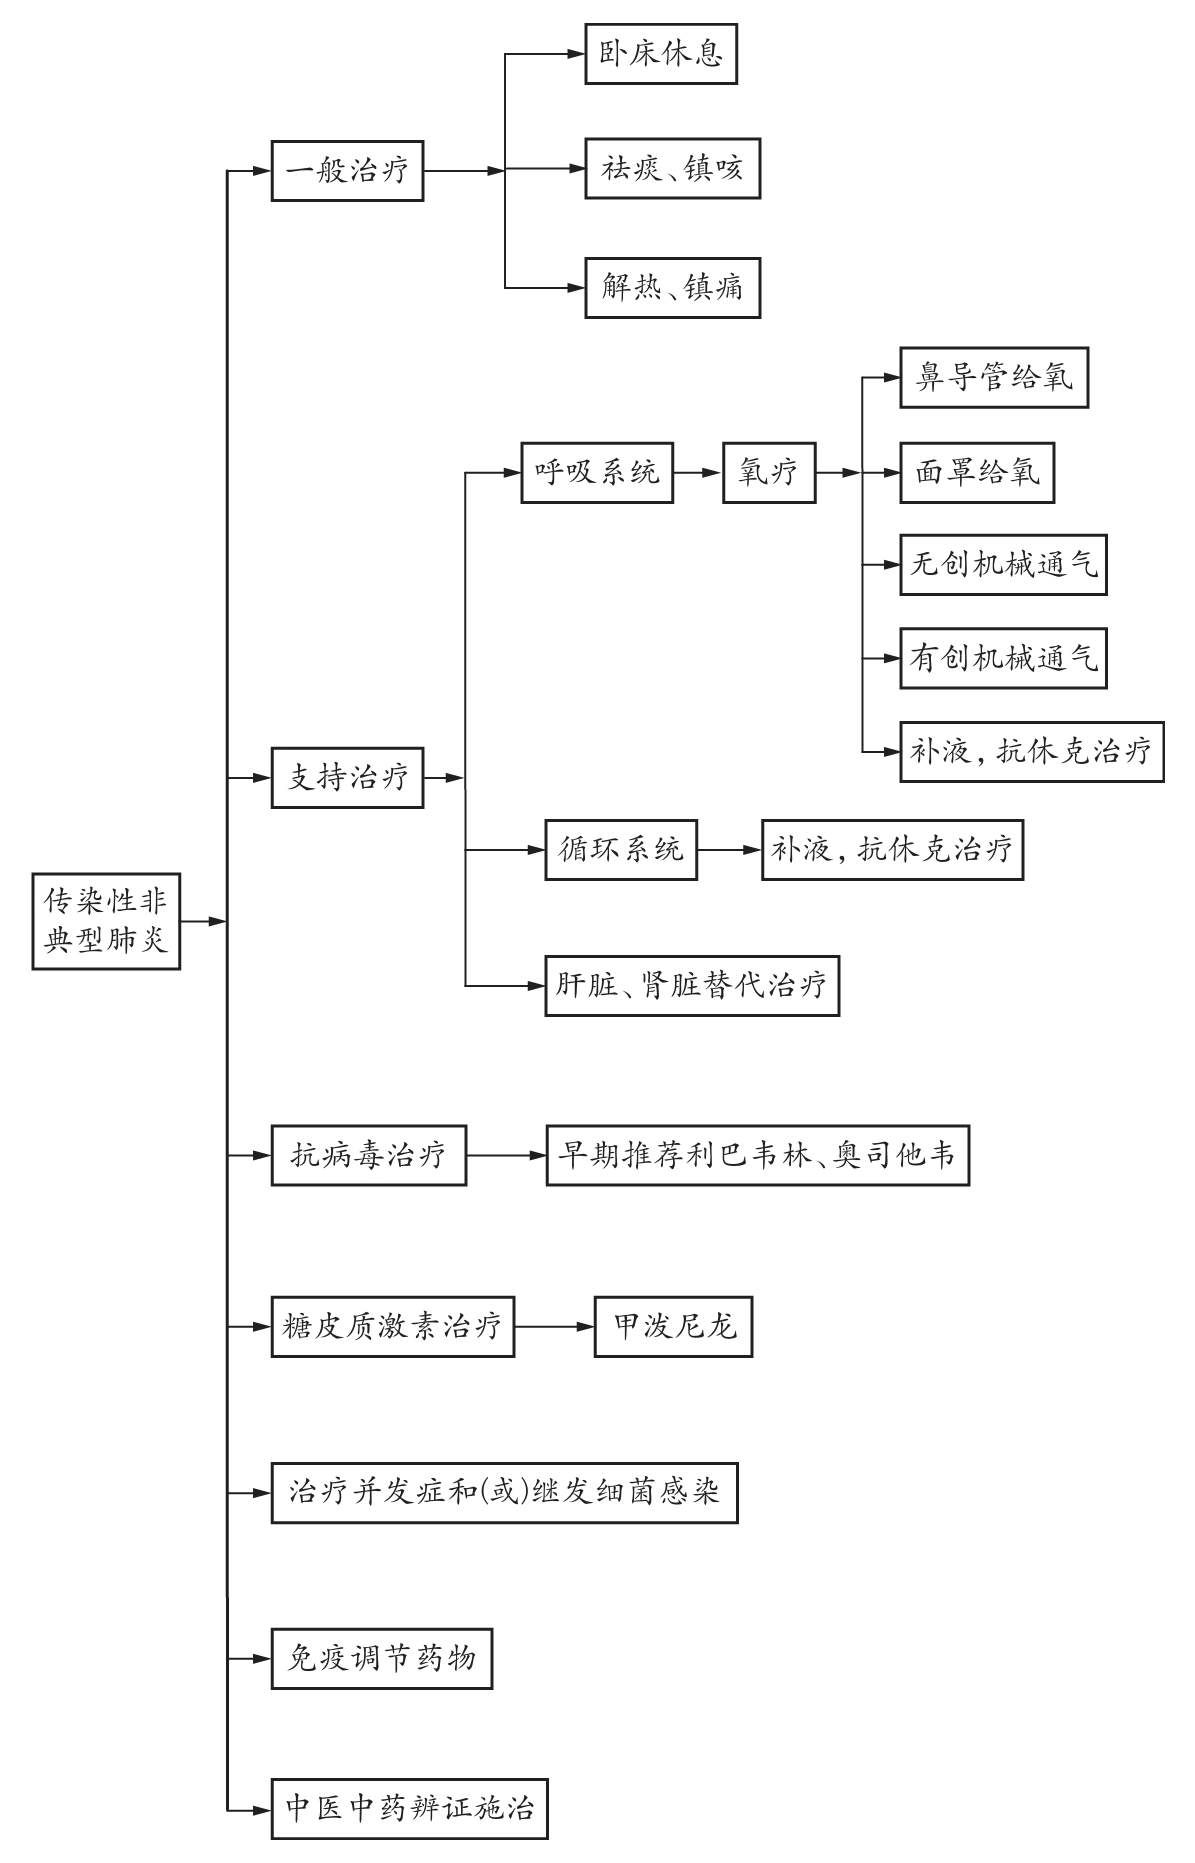 卧床休息
一般治疗
祛痰、镇咳
解热、镇痛
鼻导管给氧
呼吸系统
氧疗
面罩给氧
无创机械通气
有创机械通气
补液，抗休克治疗
支持治疗
循环系统
补液，抗休克治疗
传染性非
典型肺炎
肝脏、肾脏替代治疗
抗病毒治疗
早期推荐利巴韦林、奥司他韦
糖皮质激素治疗
甲泼尼龙
治疗并发症和(或)继发细菌感染
免疫调节药物
中医中药辨证施治